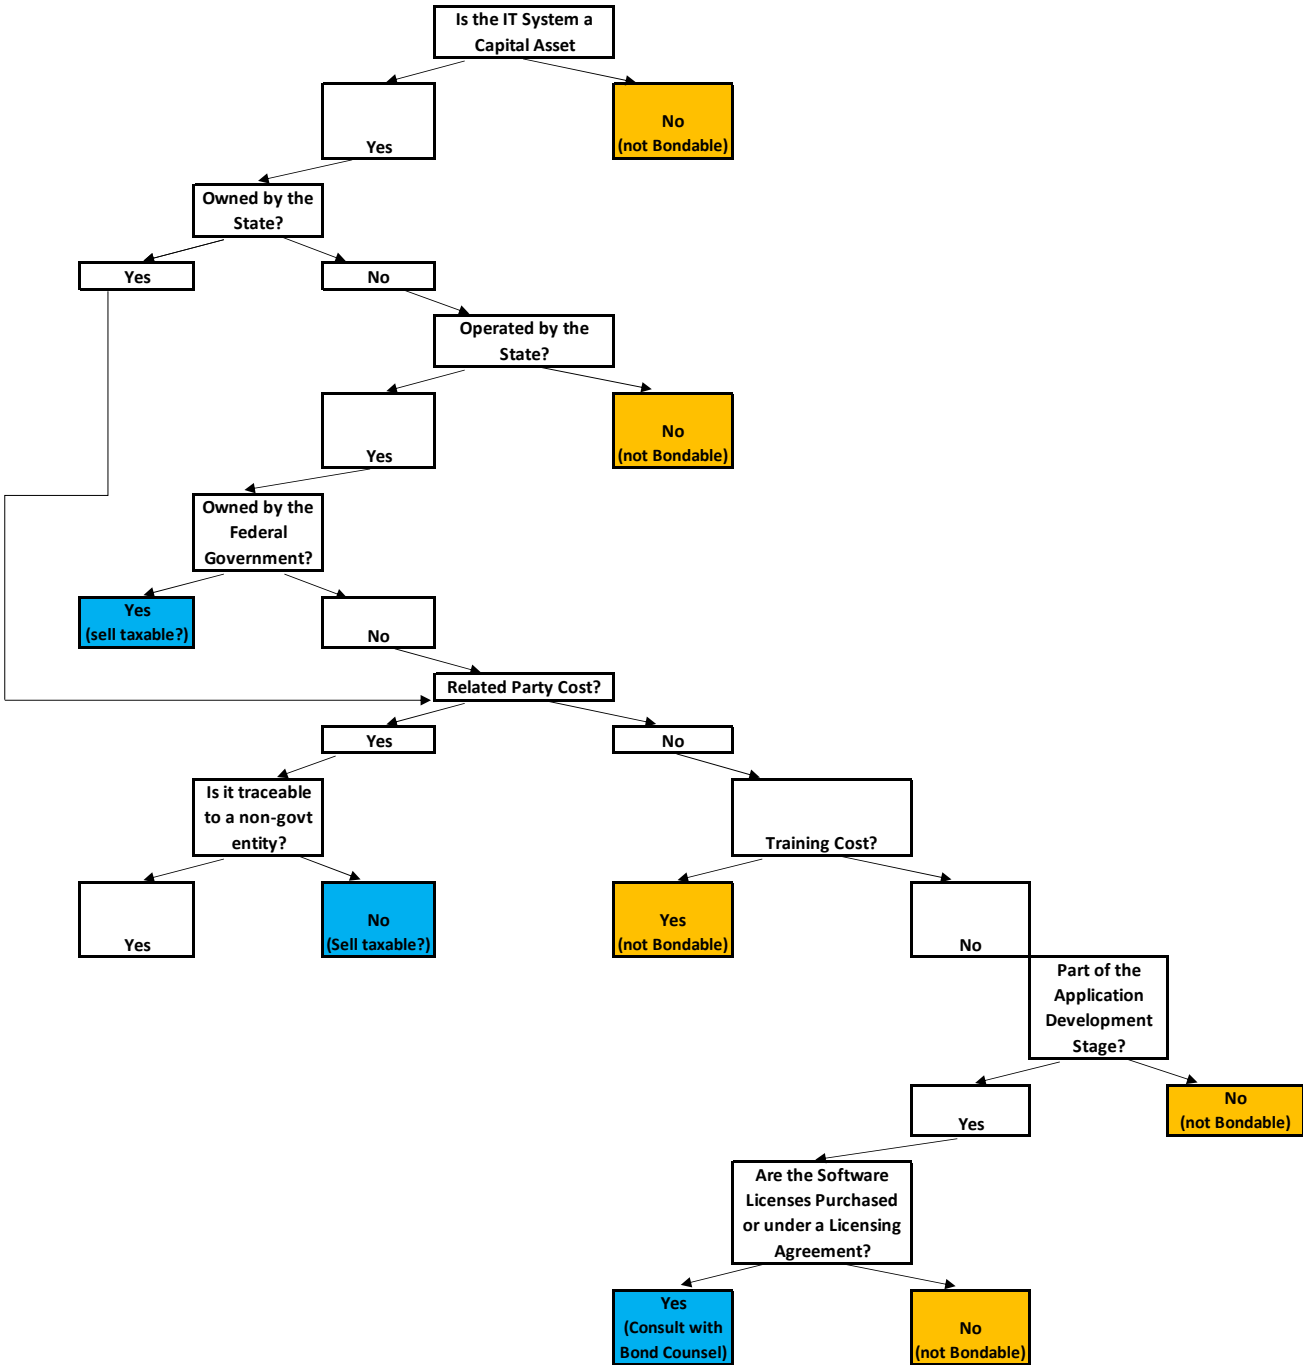 Is the IT System a
Capital Asset
Yes
No
(not Bondable)
Owned by the
State?
Yes
No
Operated by the
State?
Yes
No
(not Bondable)
Owned by the
Federal
Government?
Yes
(sell taxable?)
No
Related Party Cost?
Yes
No
Is it traceable
to a non-govt
entity?
Training Cost?
Yes
No
(Sell taxable?)
Yes
(not Bondable)
No
Part of the
Application
Development
Stage?
Yes
No
(not Bondable)
Are the Software
Licenses Purchased
or under a Licensing
Agreement?
Yes
(Consult with
Bond Counsel)
No
(not Bondable)